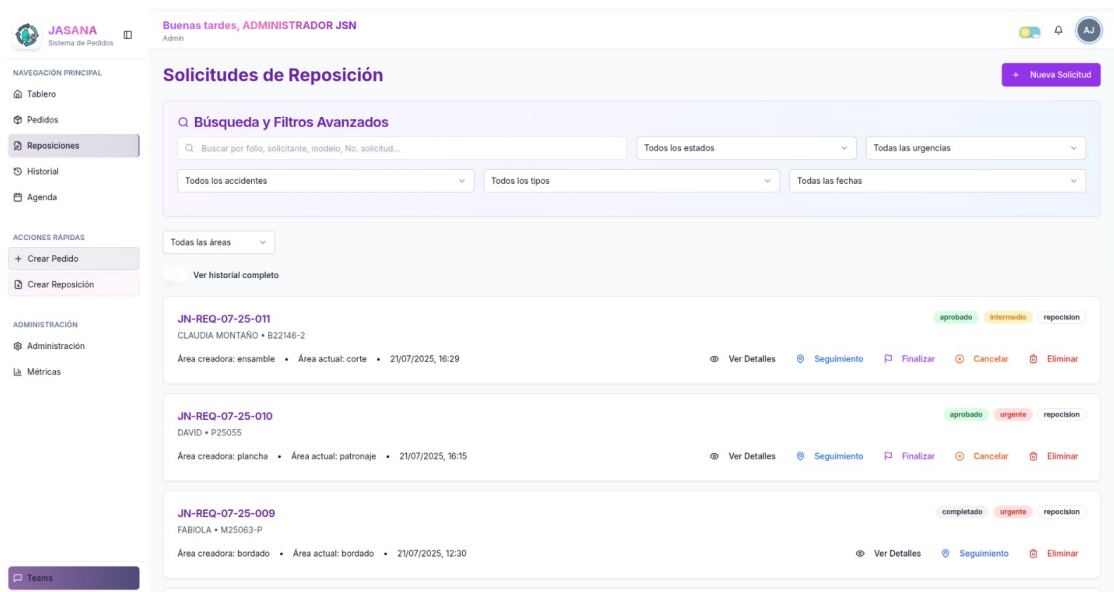 JASANA
Sistema de Pedidos
Buenas tardes, ADMINISTRADOR JSN
Admin
AJ
NAVEGACIÓN PRINCIPAL
Tablero
Pedidos
Reposiciones
Historial
Agenda
ACCIONES RÁPIDAS
Crear Pedido
Crear Reposición
ADMINISTRACIÓN
Administración
Métricas
Teams
Solicitudes de Reposición
+ Nueva Solicitud
Búsqueda y Filtros Avanzados
Buscar por folio, solicitante, modelo, No. solicitud...
Todos los estados
Todas las urgencias
Todos los accidentes
Todos los tipos
Todas las fechas
Todas las áreas
Ver historial completo
JN-REQ-07-25-011
aprobado intermedio repocision
CLAUDIA MONTAÑO • B22146-2
Área creadora: ensamble • Área actual: corte • 21/07/2025, 16:29
Ver Detalles Seguimiento Finalizar Cancelar Eliminar
JN-REQ-07-25-010
aprobado urgente repocision
DAVID • P25055
Área creadora: plancha • Área actual: patronaje • 21/07/2025, 16:15
Ver Detalles Seguimiento Finalizar Cancelar Eliminar
JN-REQ-07-25-009
completado urgente repocision
FABIOLA • M25063-P
Área creadora: bordado • Área actual: bordado • 21/07/2025, 12:30
Ver Detalles Seguimiento Eliminar